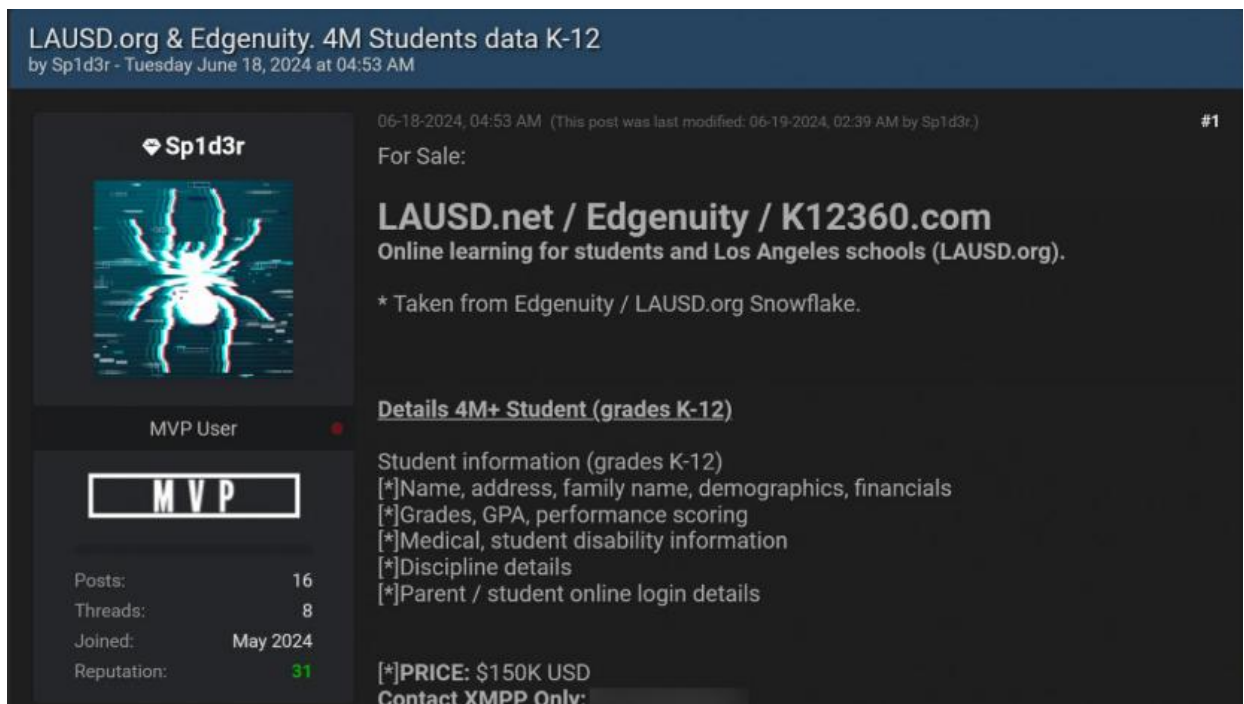 LAUSD.org & Edgenuity. 4M Students data K-12
by Sp1d3r - Tuesday June 18, 2024 at 04:53 AM
06-18-2024, 04:53 AM (This post was last modified: 06-19-2024, 02:39 AM by Sp1d3r.)
#1
Sp1d3r
MVP User
MVP
Posts: 16
Threads: 8
Joined: May 2024
Reputation: 31
For Sale:
LAUSD.net / Edgenuity / K12360.com
Online learning for students and Los Angeles schools (LAUSD.org).
* Taken from Edgenuity / LAUSD.org Snowflake.
Details 4M+ Student (grades K-12)
Student information (grades K-12)
[*]Name, address, family name, demographics, financials
[*]Grades, GPA, performance scoring
[*]Medical, student disability information
[*]Discipline details
[*]Parent / student online login details
[*]PRICE: $150K USD
Contact XMPP Only: